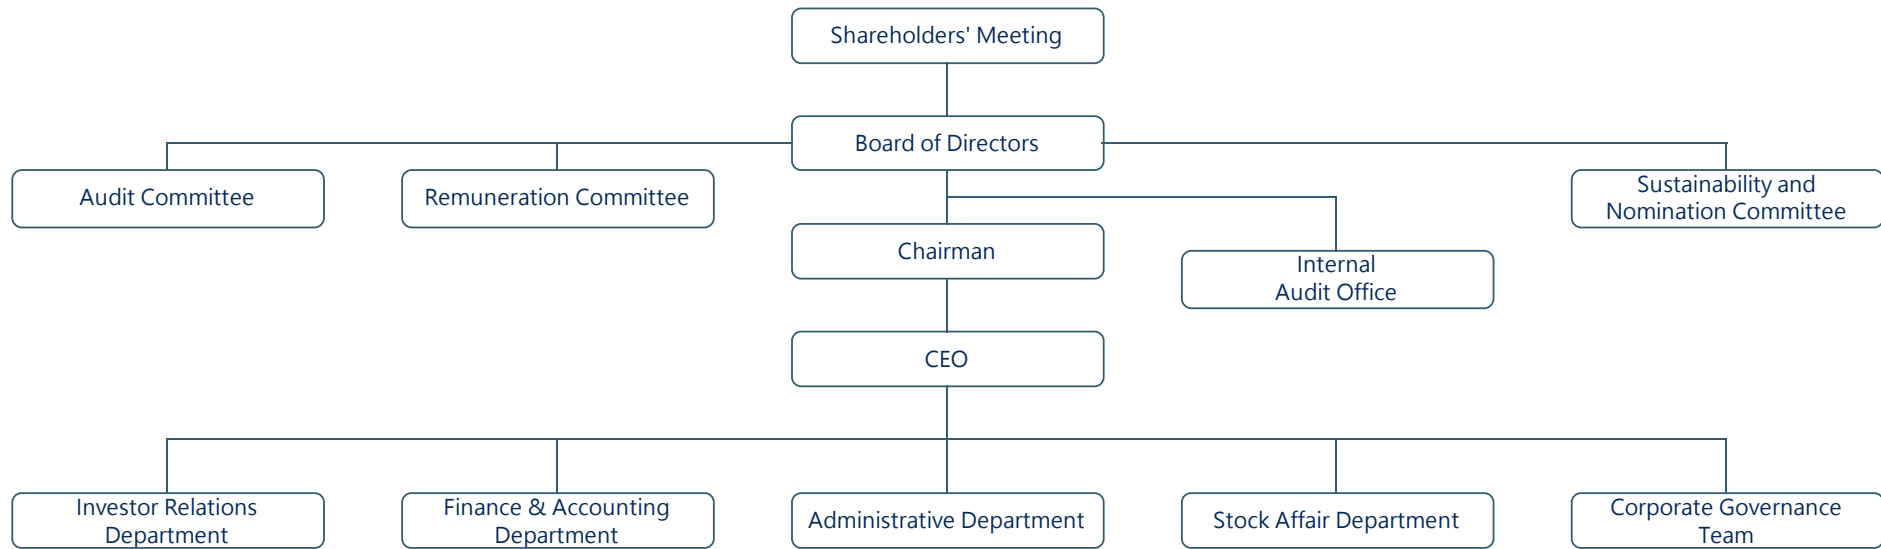 Shareholders' Meeting
Board of Directors
Audit Committee
Remuneration Committee
Sustainability and
Nomination Committee
Chairman
Internal
Audit Office
CEO
Investor Relations
Department
Finance & Accounting
Department
Administrative Department
Stock Affair Department
Corporate Governance
Team